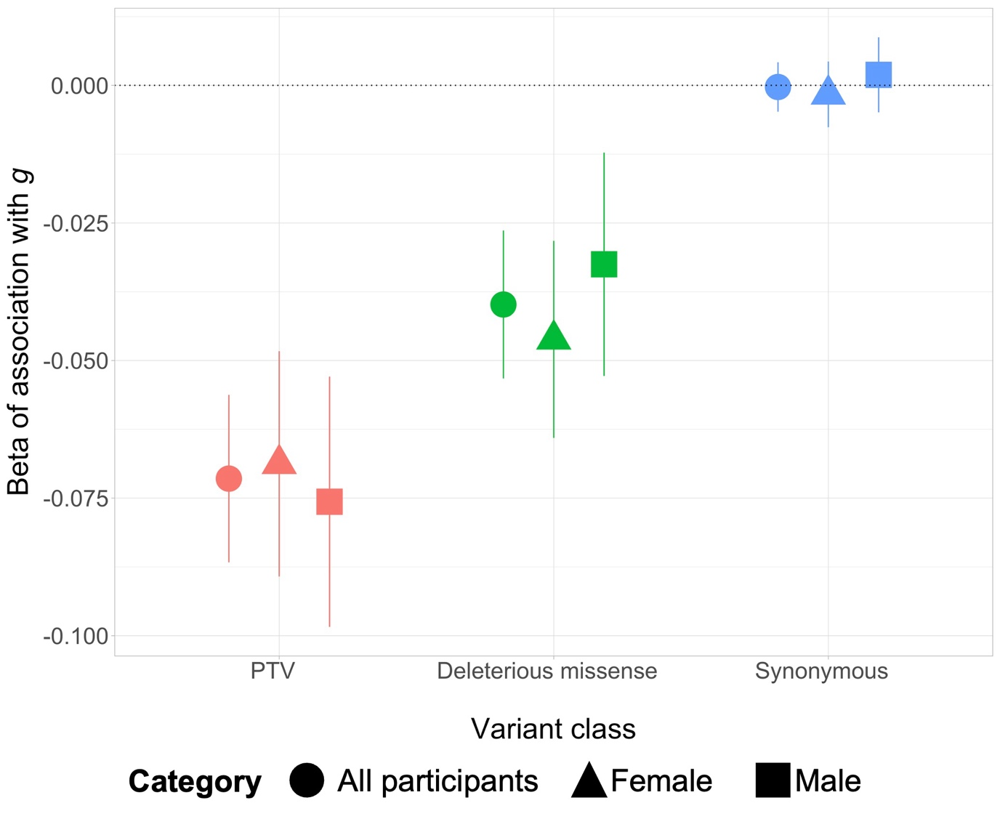 Beta of association with g
0.000
-0.025
-0.050
-0.075
-0.100
PTV Deleterious missense Synonymous
Variant class
Category All participants Female Male